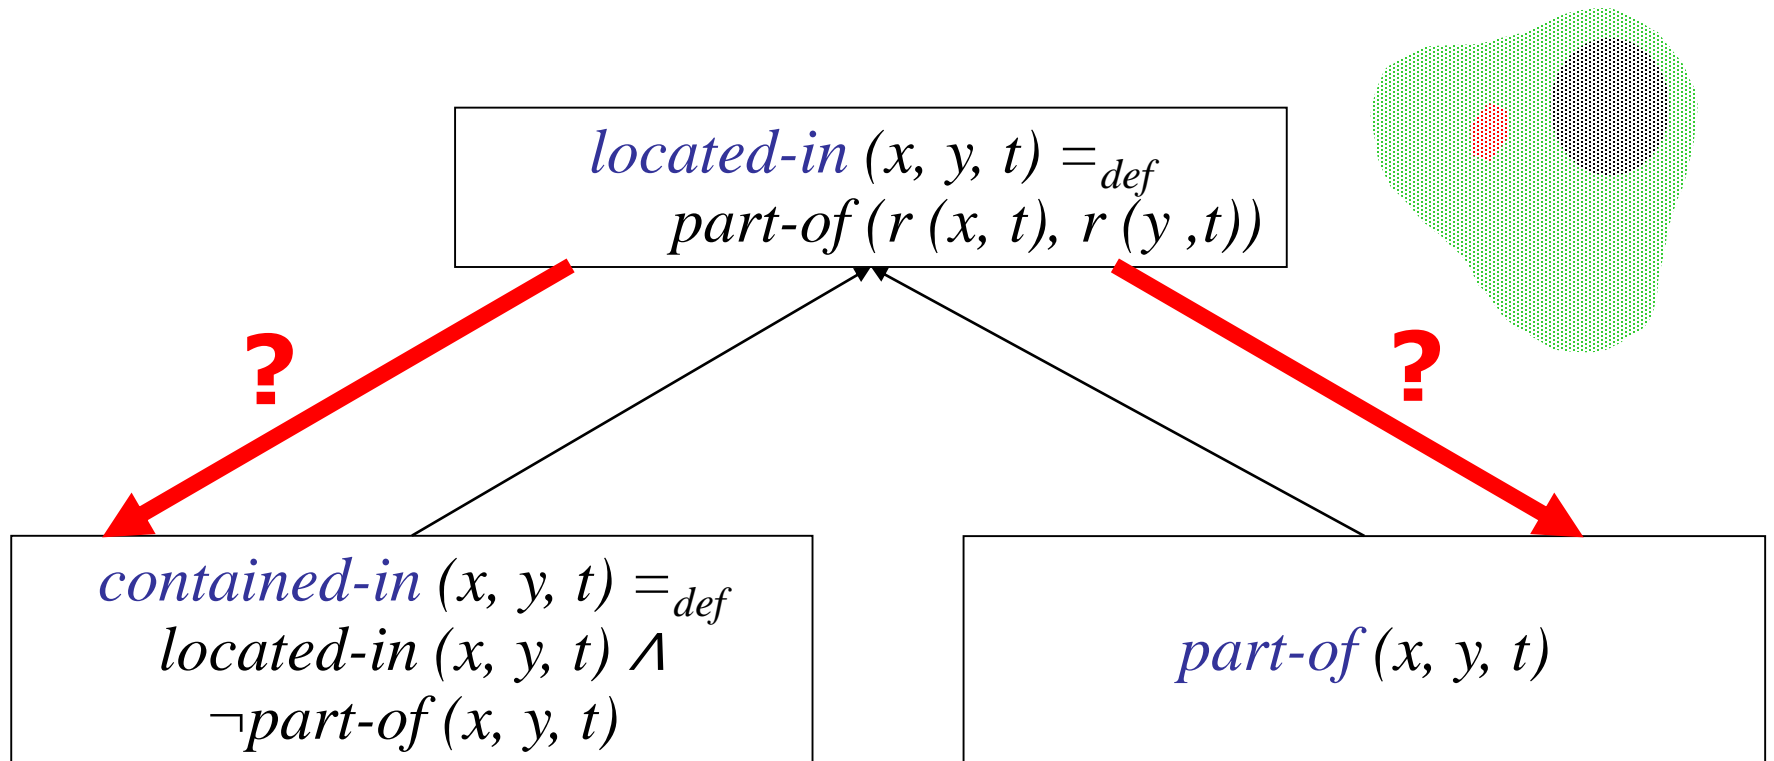 located-in (x, y, t) =def
part-of (r (x, t), r (y ,t))
?
?
contained-in (x, y, t) =def
located-in (x, y, t) ∧
¬part-of (x, y, t)
part-of (x, y, t)